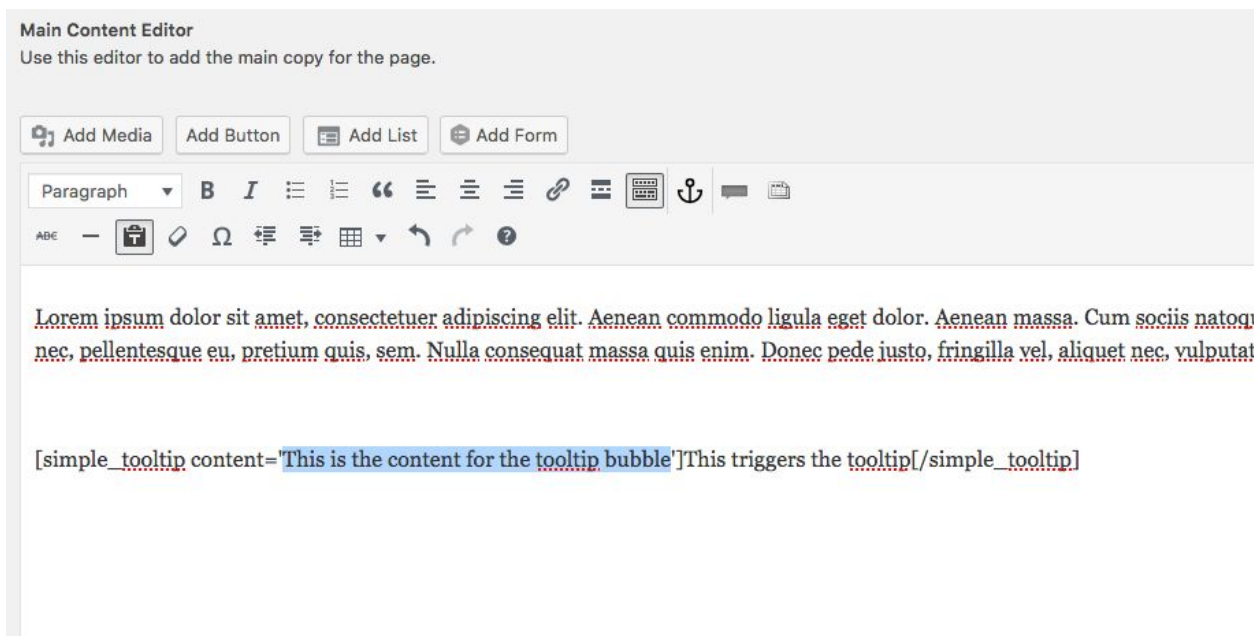 Main Content Editor
Use this editor to add the main copy for the page.
Add Media Add Button Add List Add Form
Paragraph B I
ABC
Lorem ipsum dolor sit amet, consectetuer adipiscing elit. Aenean commodo ligula eget dolor. Aenean massa. Cum sociis natoqu
nec, pellentesque eu, pretium quis, sem. Nulla consequat massa quis enim. Donec pede justo, fringilla vel, aliquet nec, vulputat
[simple_tooltip content='This is the content for the tooltip bubble']This triggers the tooltip[/simple_tooltip]